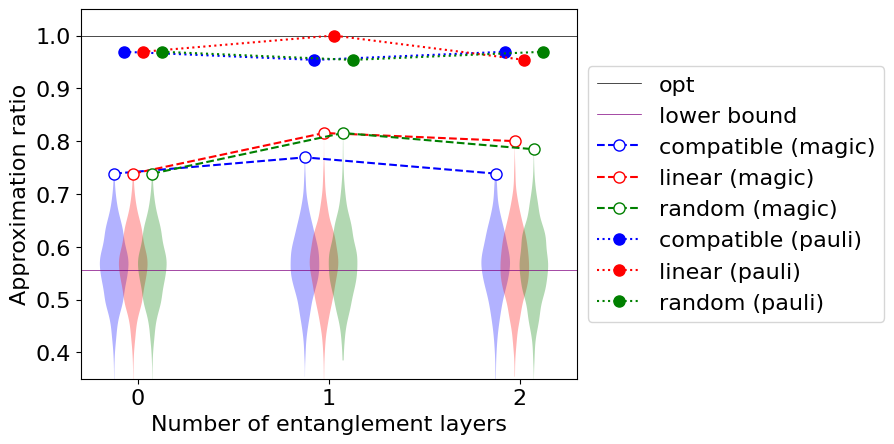 Approximation ratio
1.0
0.9
0.8
0.7
0.6
0.5
0.4
0
1
2
Number of entanglement layers
opt
lower bound
compatible (magic)
linear (magic)
random (magic)
compatible (pauli)
linear (pauli)
random (pauli)